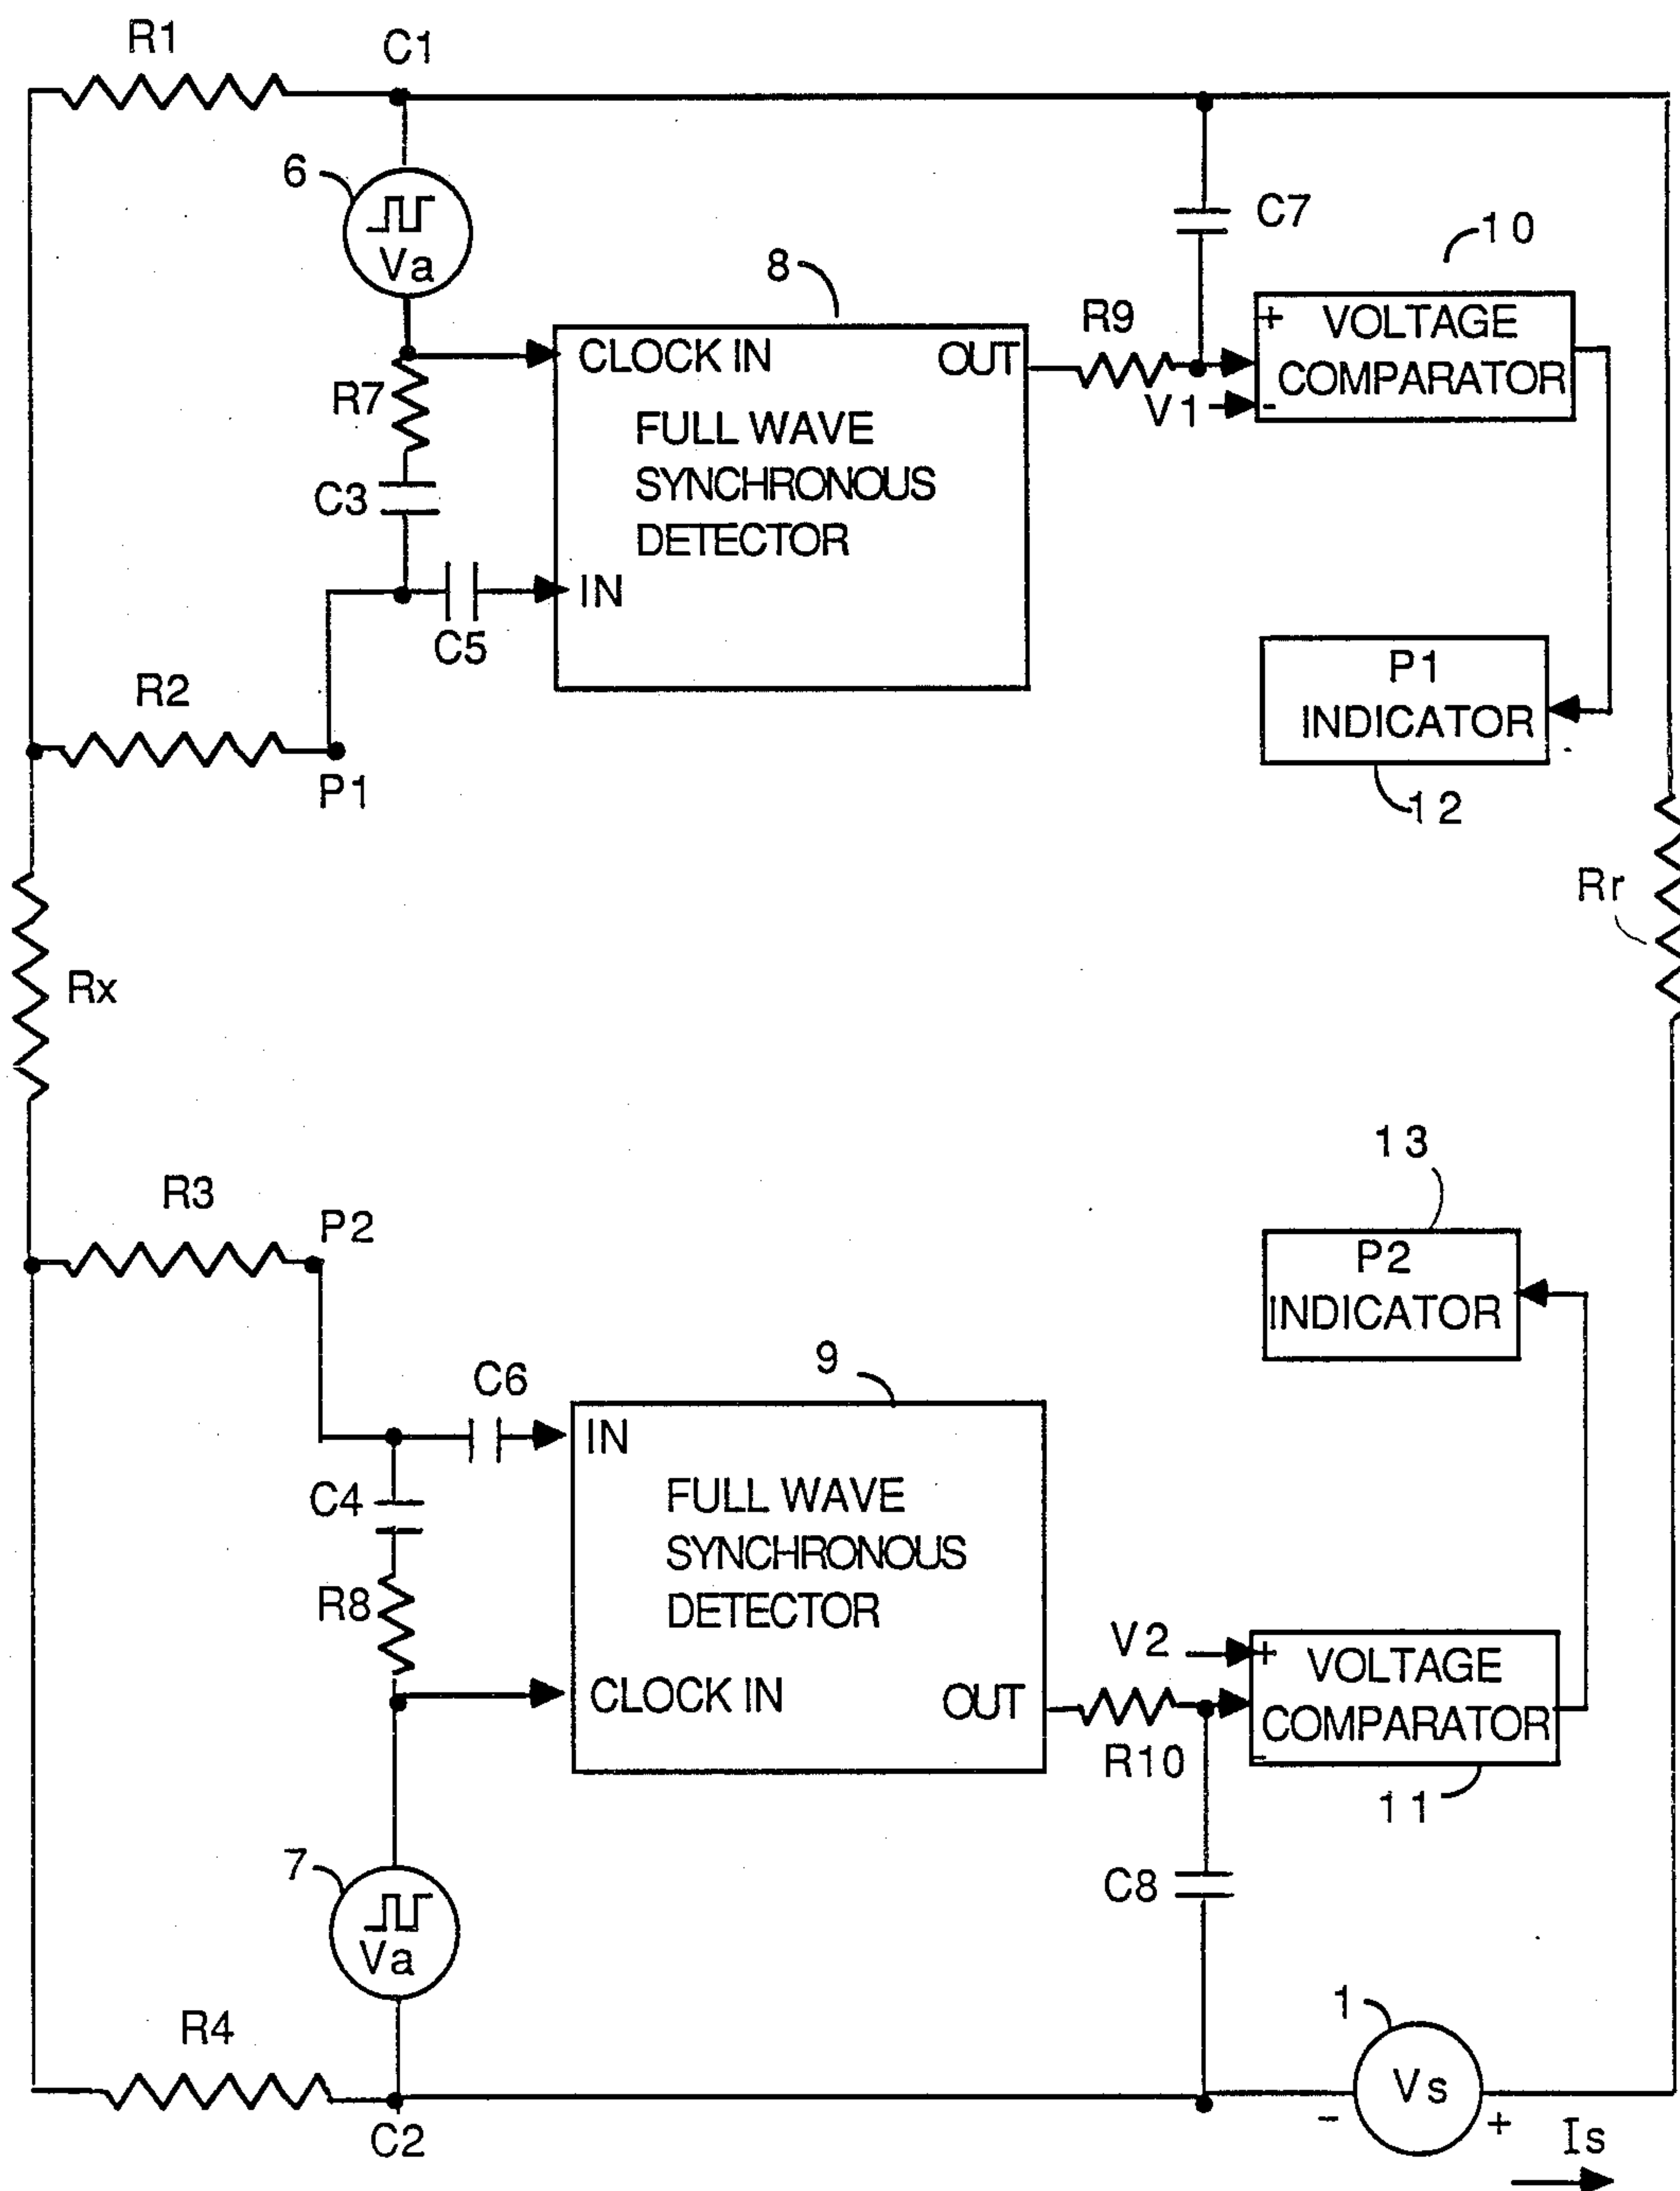 R1
C1
6
Va
8
C7
10
CLOCK IN
OUT
R9
+ VOLTAGE
COMPARATOR
V1
-
R7
FULL WAVE
SYNCHRONOUS
DETECTOR
C3
IN
C5
R2
P1
P1
INDICATOR
12
Rx
Rr
R3
P2
13
P2
INDICATOR
9
C6
IN
C4
FULL WAVE
SYNCHRONOUS
DETECTOR
R8
CLOCK IN
OUT
V2
+ VOLTAGE
COMPARATOR
-
R10
11
7
Va
C8
R4
C2
1
Vs
- +
Is